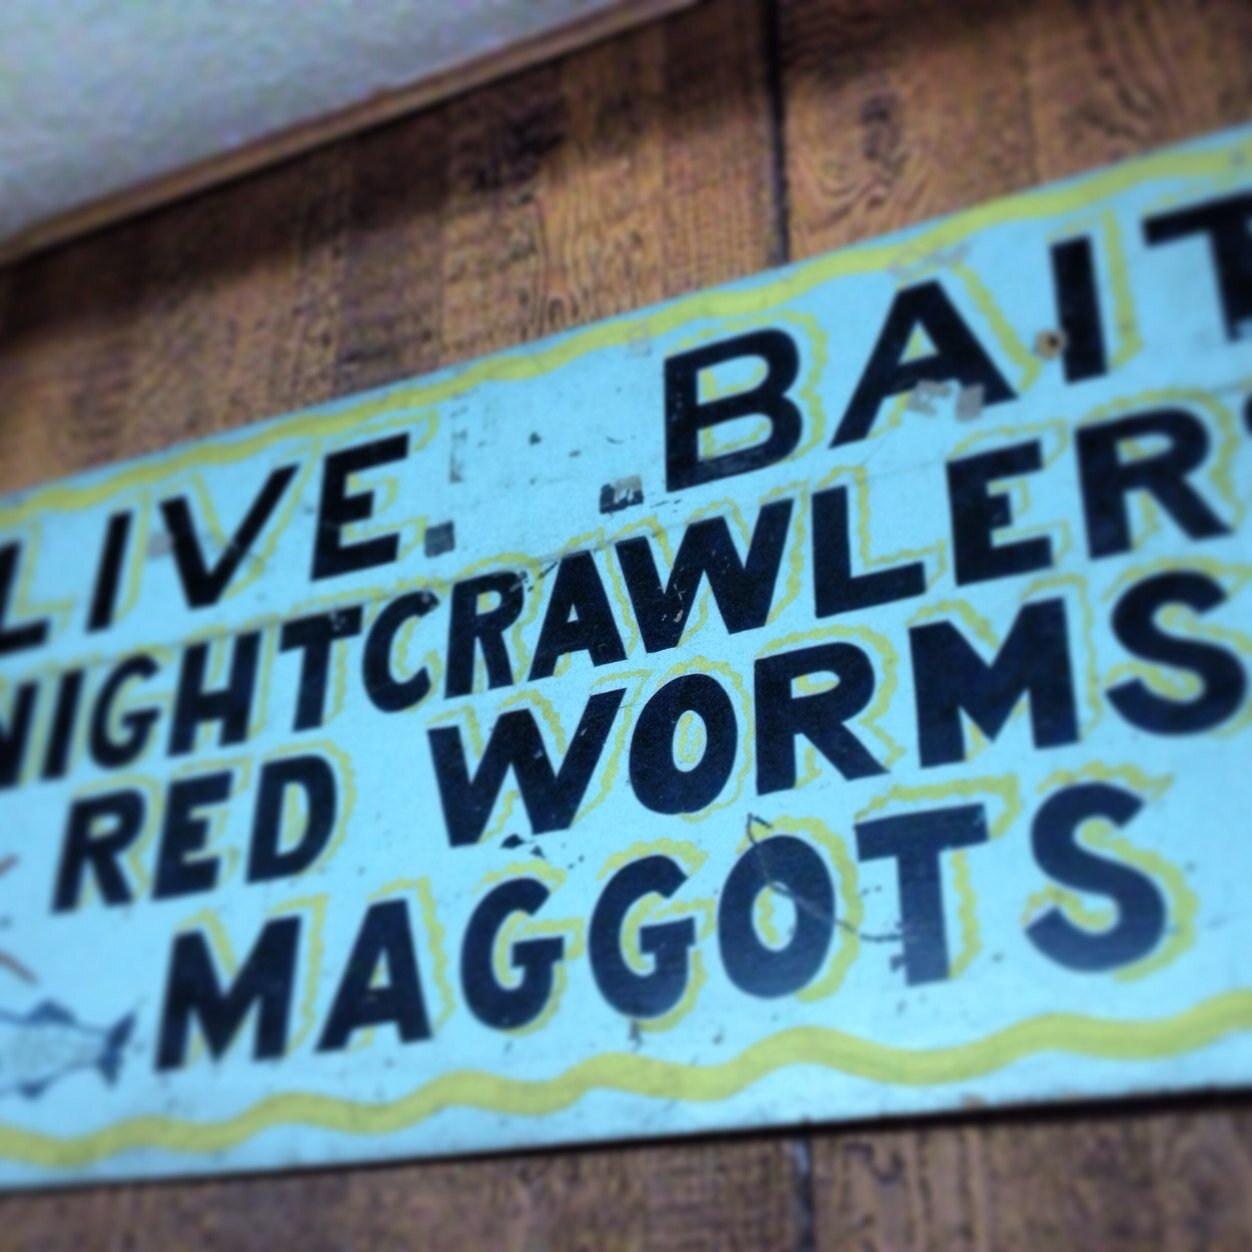 LIVE. BAIT
NIGHTCRAWLERS
RED WORMS
MAGGOTS